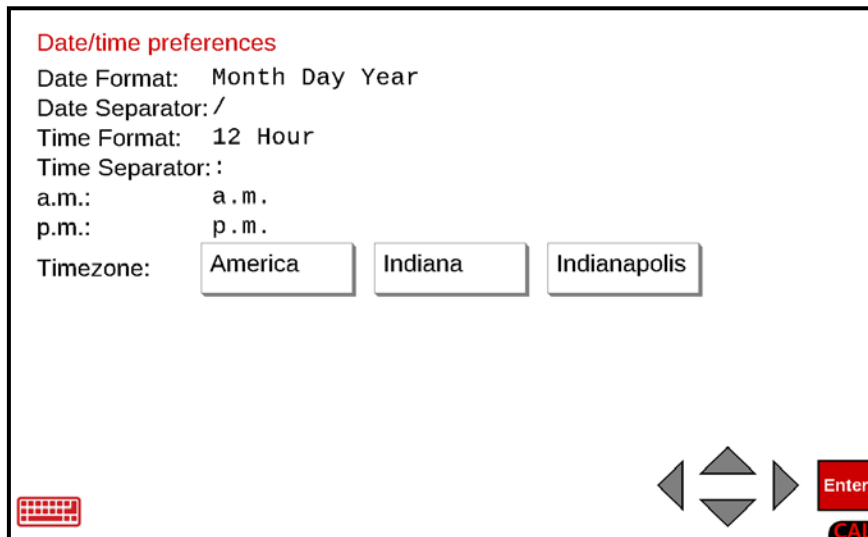 Date/time preferences
Date Format: Month Day Year
Date Separator: /
Time Format: 12 Hour
Time Separator: :
a.m.: a.m.
p.m.: p.m.
Timezone: America Indiana Indianapolis
Enter